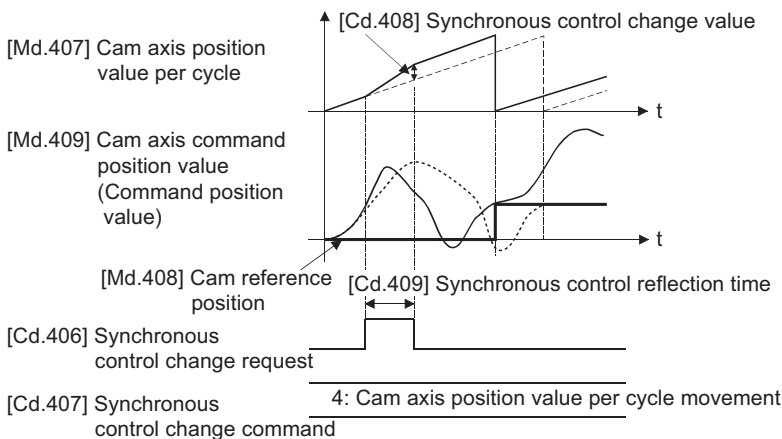 [Cd.408] Synchronous control change value
[Md.407] Cam axis position
value per cycle
t
[Md.409] Cam axis command
position value
(Command position
value)
t
[Md.408] Cam reference
position
[Cd.409] Synchronous control reflection time
[Cd.406] Synchronous
control change request
4: Cam axis position value per cycle movement
[Cd.407] Synchronous
control change command